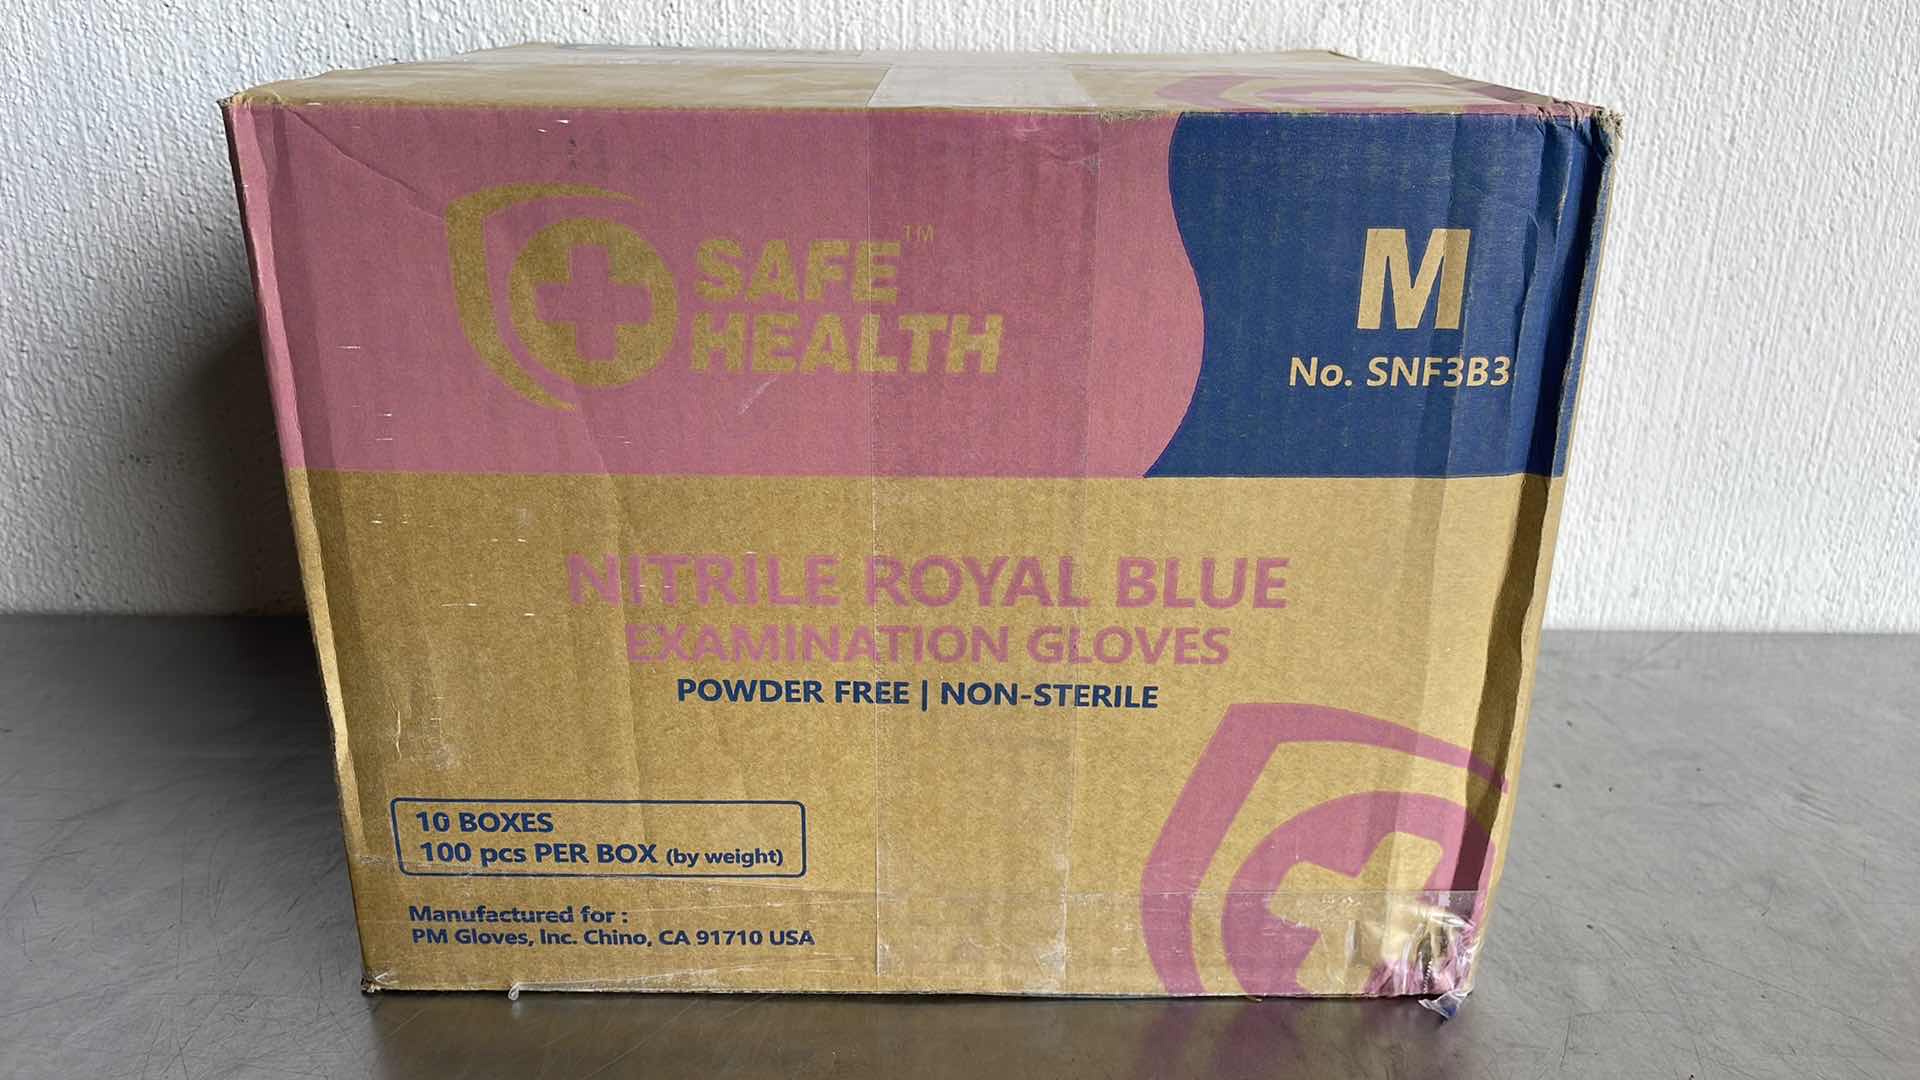 SAFE™
HEALTH
M
No. SNF3B3
NITRILE ROYAL BLUE
EXAMINATION GLOVES
POWDER FREE | NON-STERILE
10 BOXES
100 pcs PER BOX (by weight)
Manufactured for :
PM Gloves, Inc. Chino, CA 91710 USA